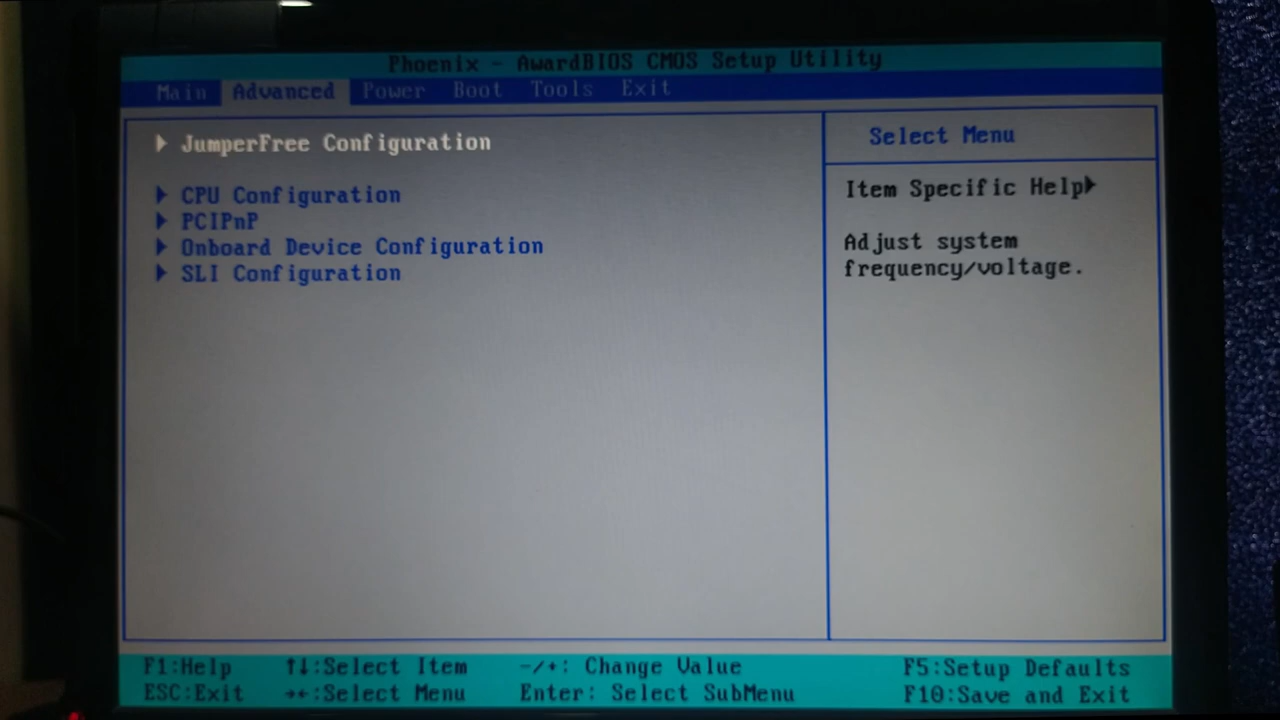 Phoenix - AwardBIOS CMOS Setup Utility
Main Advanced Power Boot Tools Exit
JumperFree Configuration
CPU Configuration
PCIPnP
Onboard Device Configuration
SLI Configuration
Select Menu
Item Specific Help
Adjust system
frequency/voltage.
F1:Help ↑↓:Select Item -/+: Change Value F5:Setup Defaults
ESC:Exit →←:Select Menu Enter: Select SubMenu F10:Save and Exit